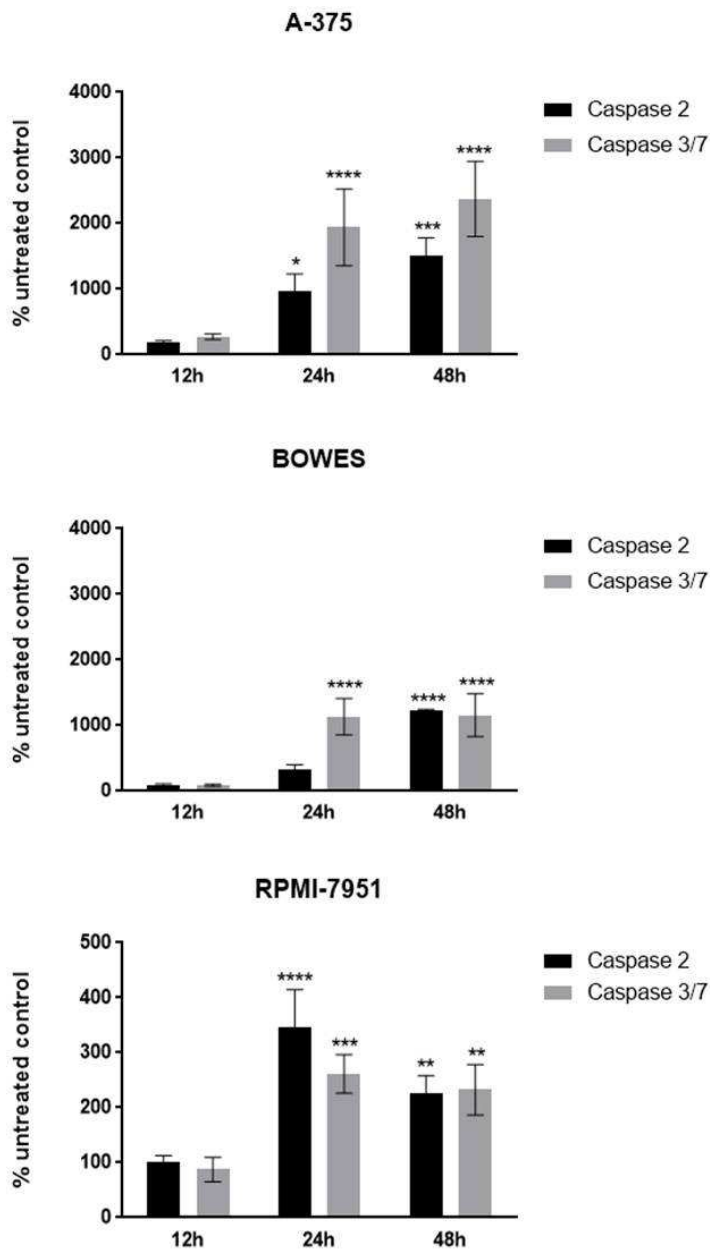 A-375
% untreated control
4000
3000
2000
1000
0
* **** *** ****
12h 24h 48h
Caspase 2
Caspase 3/7
BOWES
% untreated control
4000
3000
2000
1000
0
**** **** ****
12h 24h 48h
Caspase 2
Caspase 3/7
RPMI-7951
% untreated control
500
400
300
200
100
0
**** *** ** **
12h 24h 48h
Caspase 2
Caspase 3/7